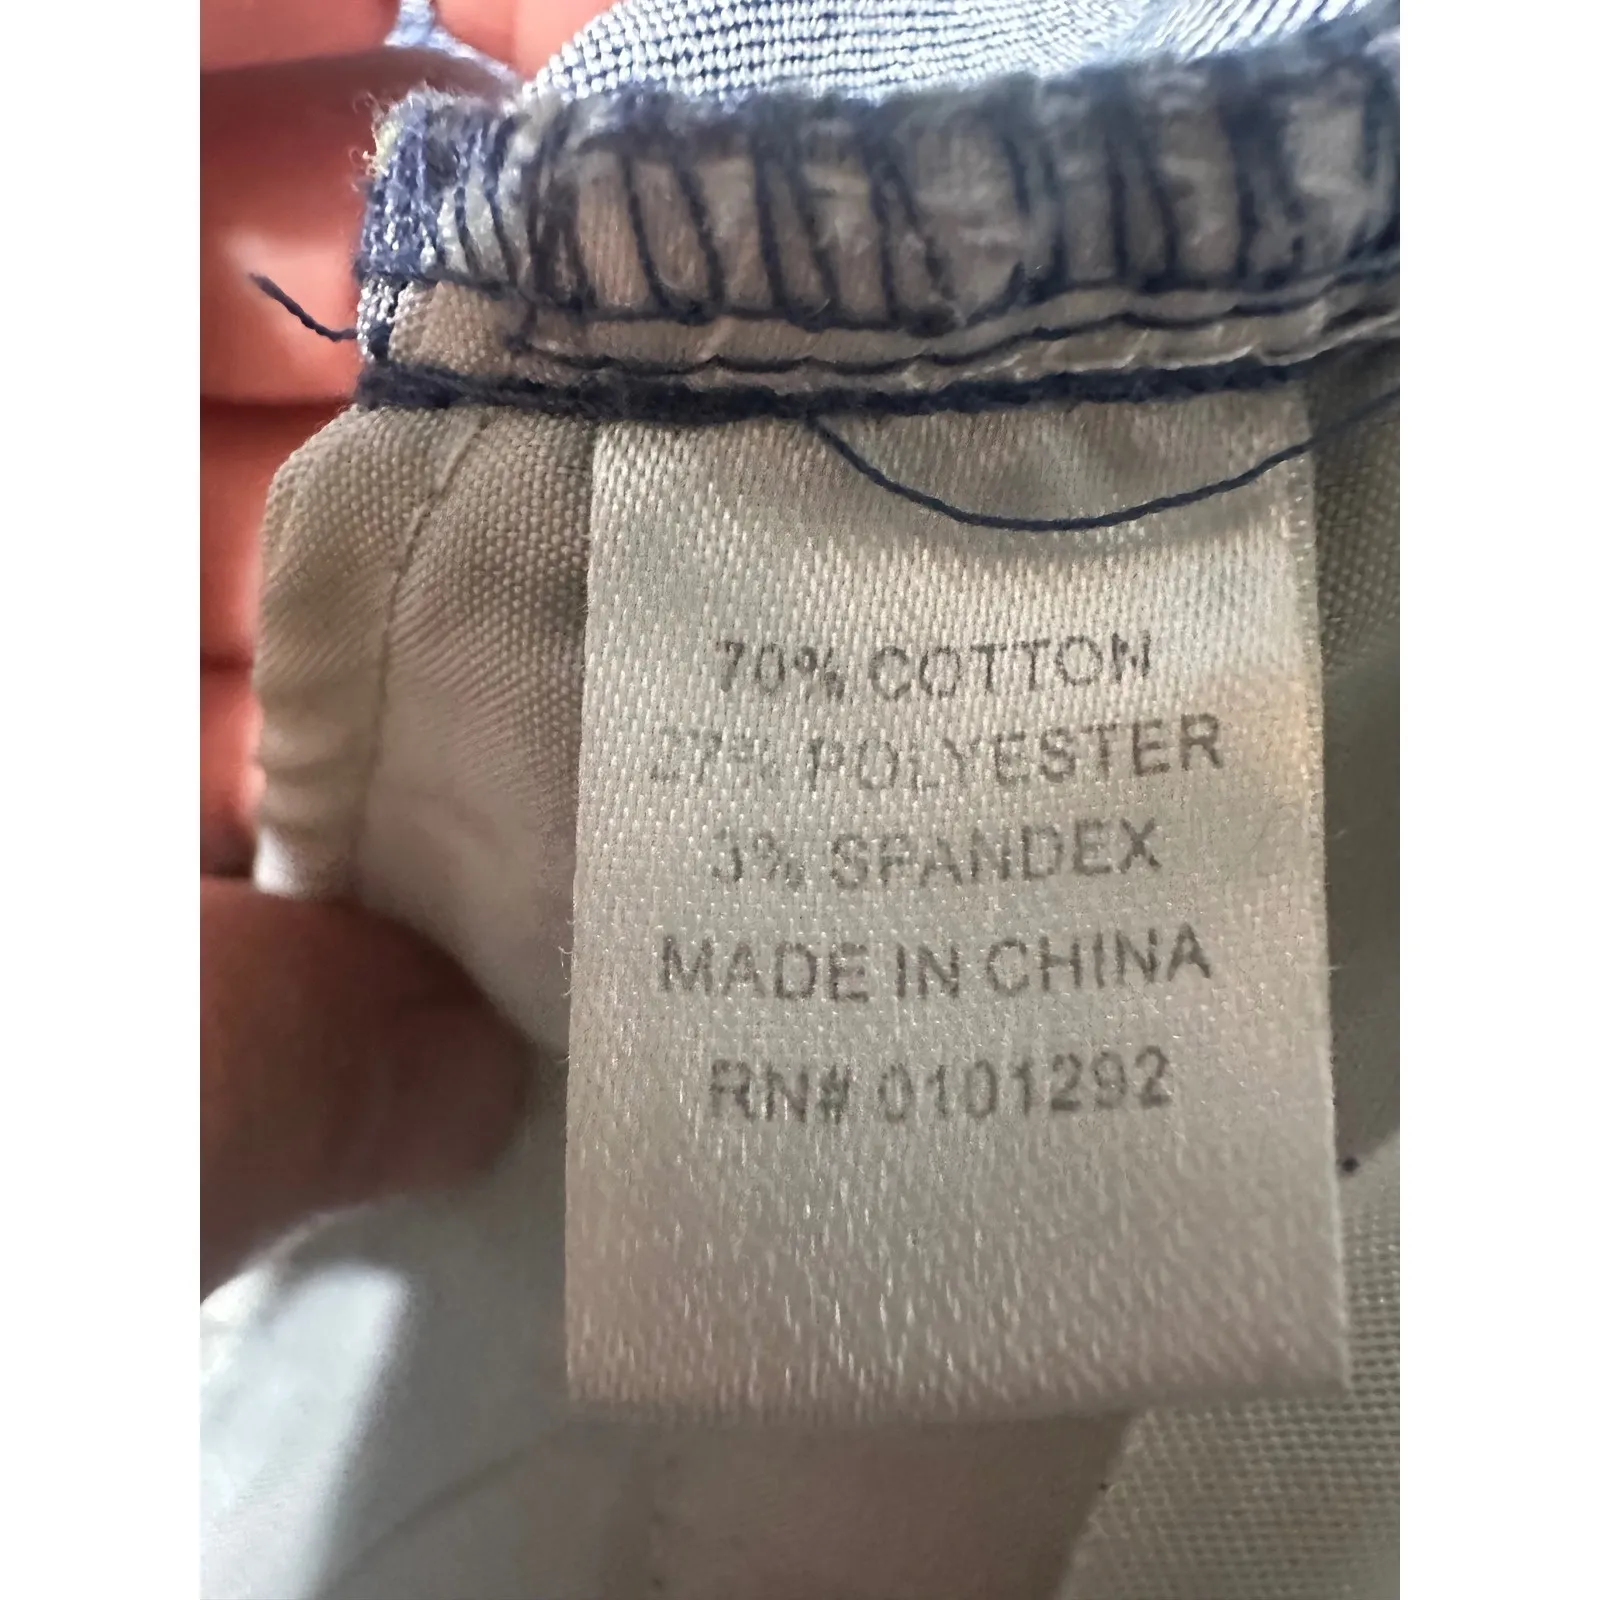 70% COTTON
27% POLYESTER
3% SPANDEX
MADE IN CHINA
RN# 0101292